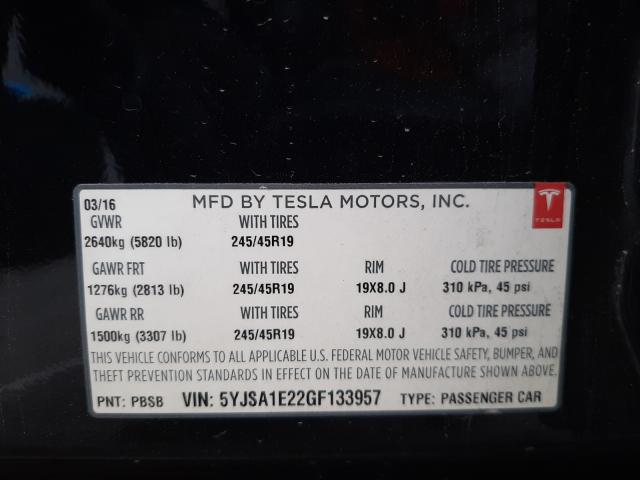 03/16 MFD BY TESLA MOTORS, INC.
GVWR WITH TIRES
2640kg (5820 lb) 245/45R19
TESLA
GAWR FRT WITH TIRES RIM COLD TIRE PRESSURE
1276kg (2813 lb) 245/45R19 19X8.0 J 310 kPa, 45 psi
GAWR RR WITH TIRES RIM COLD TIRE PRESSURE
1500kg (3307 lb) 245/45R19 19X8.0 J 310 kPa, 45 psi
THIS VEHICLE CONFORMS TO ALL APPLICABLE U.S. FEDERAL MOTOR VEHICLE SAFETY, BUMPER, AND
THEFT PREVENTION STANDARDS IN EFFECT ON THE DATE OF MANUFACTURE SHOWN ABOVE.
PNT: PBSB VIN: 5YJSA1E22GF133957 TYPE: PASSENGER CAR